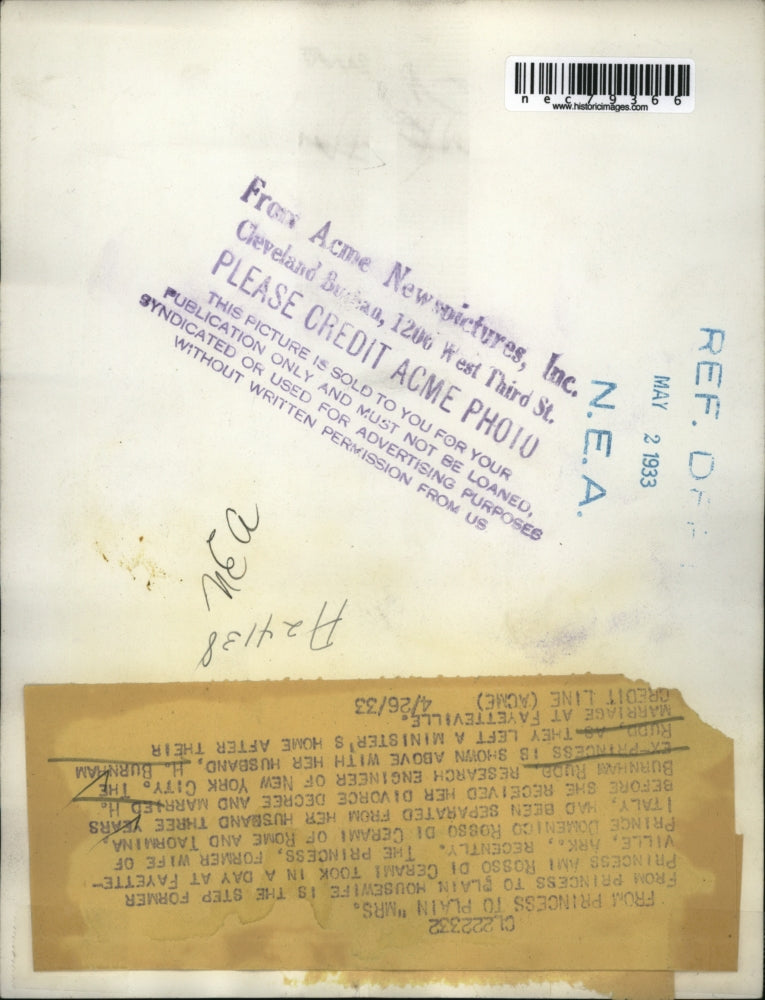 nec79366
www.historicimages.com
From Acme Newspictures, Inc.
Cleveland Bureau, 1200 West Third St.
PLEASE CREDIT ACME PHOTO
THIS PICTURE IS SOLD TO YOU FOR YOUR
PUBLICATION ONLY AND MUST NOT BE LOANED,
SYNDICATED OR USED FOR ADVERTISING PURPOSES
WITHOUT WRITTEN PERMISSION FROM US
REF.
MAY 2 1933
N.E.A.
NEA
A24138
CL222332
FROM PRINCESS TO PLAIN "MRS.
FROM PRINCESS TO PLAIN HOUSEWIFE IS THE STEP FORMER
PRINCESS AMI ROSSO DI CERAMI TOOK IN A DAY AT FAYETTE-
VILLE, ARK., RECENTLY. THE PRINCESS, FORMER WIFE OF
PRINCE DOMENICO ROSSO DI CERAMI OF ROME AND TAORMINA,
ITALY, HAD BEEN SEPARATED FROM HER HUSBAND THREE YEARS
BEFORE SHE RECEIVED HER DIVORCE DECREE AND MARRIED H.
BURNHAM RUDD RESEARCH ENGINEER OF NEW YORK CITY. THE
EX-PRINCESS IS SHOWN ABOVE WITH HER HUSBAND, H. BURNHAM
RUDD, AS THEY LEFT A MINISTER'S HOME AFTER THEIR
MARRIAGE AT FAYETTEVILLE.
CREDIT LINE (ACME) 4/26/33